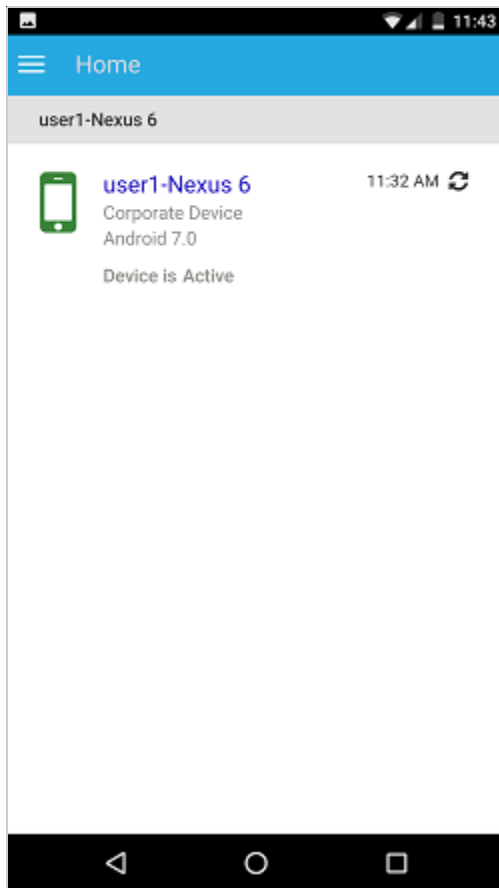 11:43
Home
user1-Nexus 6
user1-Nexus 6
11:32 AM
Corporate Device
Android 7.0
Device is Active